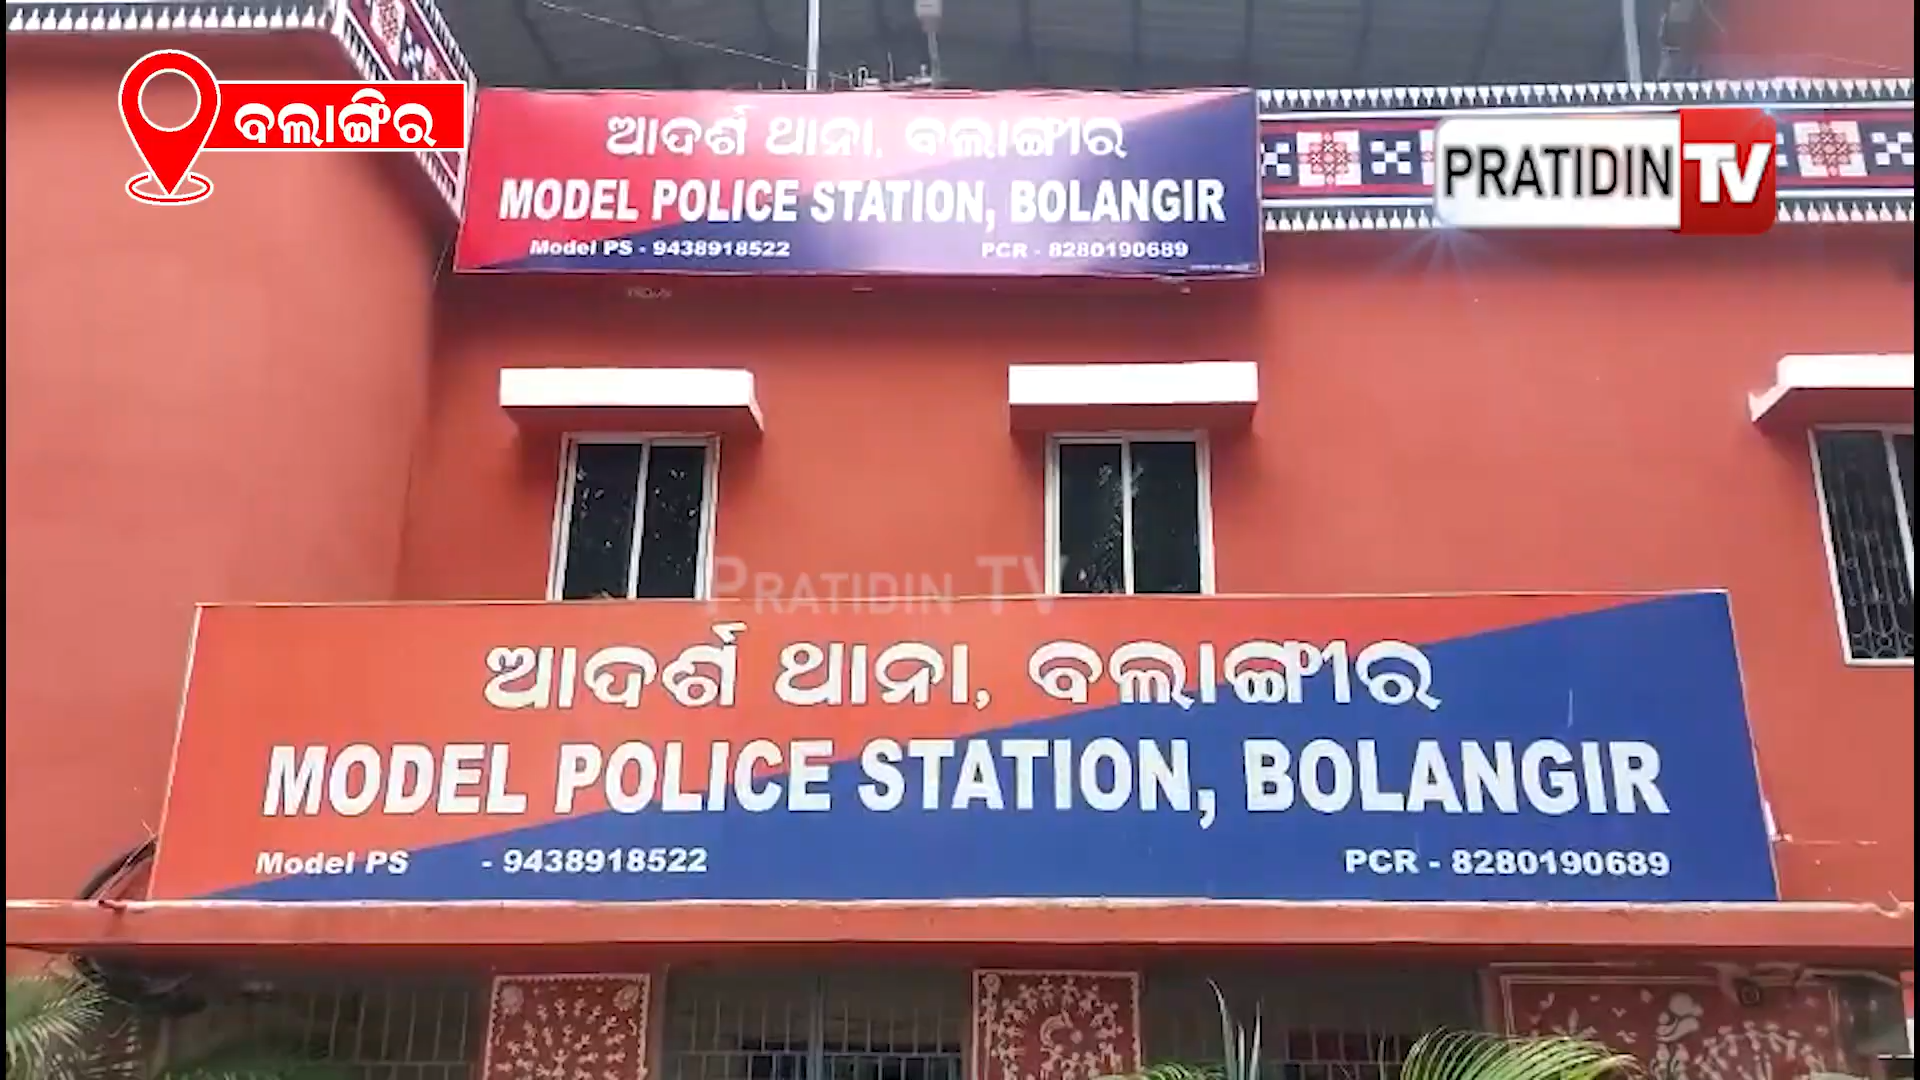 ବଲାଙ୍ଗିର
ଆଦର୍ଶ ଥାନା, ବଲାଙ୍ଗୀର
MODEL POLICE STATION, BOLANGIR
Model PS - 9438918522 PCR - 8280190689
PRATIDIN TV
PRATIDIN TV
ଆଦର୍ଶ ଥାନା, ବଲାଙ୍ଗୀର
MODEL POLICE STATION, BOLANGIR
Model PS - 9438918522 PCR - 8280190689